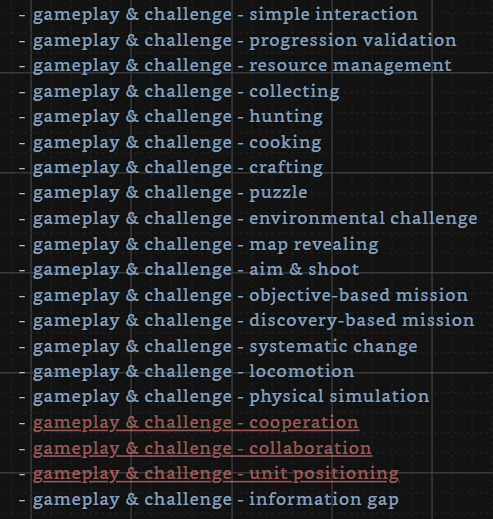 - gameplay & challenge - simple interaction
- gameplay & challenge - progression validation
- gameplay & challenge - resource management
- gameplay & challenge - collecting
- gameplay & challenge - hunting
- gameplay & challenge - cooking
- gameplay & challenge - crafting
- gameplay & challenge - puzzle
- gameplay & challenge - environmental challenge
- gameplay & challenge - map revealing
- gameplay & challenge - aim & shoot
- gameplay & challenge - objective-based mission
- gameplay & challenge - discovery-based mission
- gameplay & challenge - systematic change
- gameplay & challenge - locomotion
- gameplay & challenge - physical simulation
- gameplay & challenge - cooperation
- gameplay & challenge - collaboration
- gameplay & challenge - unit positioning
- gameplay & challenge - information gap